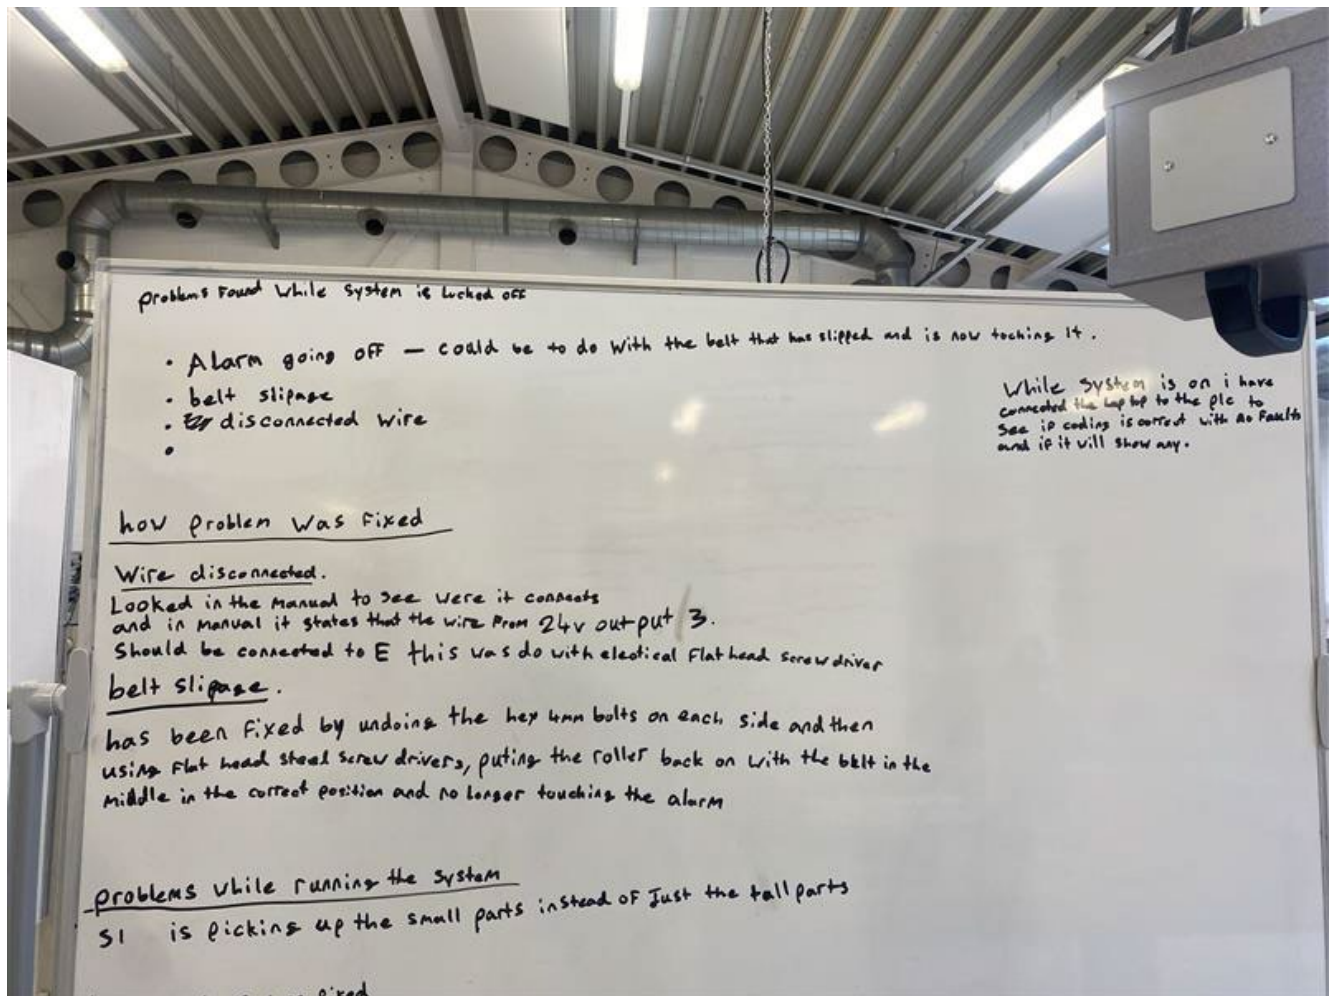 problems Found While System is lucked off
• Alarm going off — could be to do with the belt that has slipped and is now toching it.
• belt slipage
• disconnected wire
•
While System is on i have
connected the lap top to the plc to
See if coding is correct with no Faults
and if it will show any.
how problem was Fixed
Wire disconnected.
Looked in the manual to see were it connects
and in manual it states that the wire from 24v output / 3.
Should be connected to E this was do with electical Flat head screw driver
belt slipage.
has been fixed by undoing the hex 4mm bolts on each side and then
using Flat head steel screw drivers, puting the roller back on with the belt in the
middle in the correct position and no longer touching the alarm
problems while running the system
S1 is picking up the small parts instead of Just the tall parts
fixed